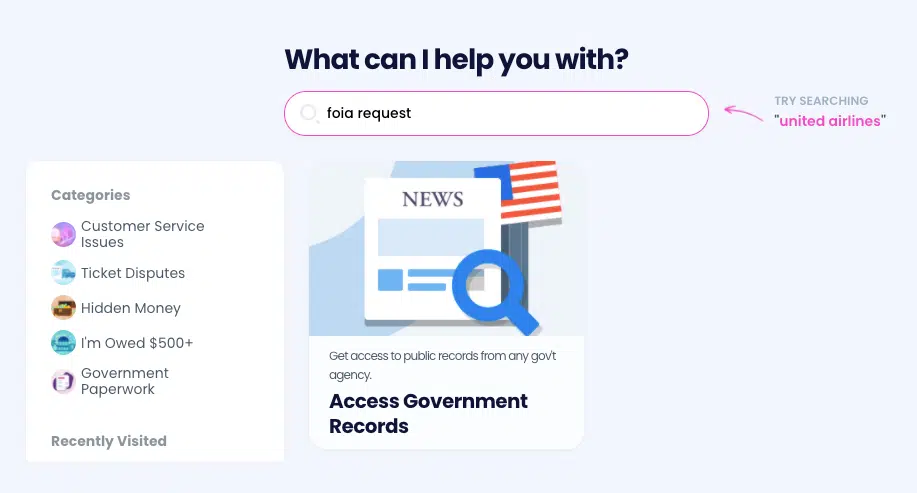 What can I help you with?
foia request
TRY SEARCHING
"united airlines"
Categories
Customer Service
Issues
Ticket Disputes
Hidden Money
I'm Owed $500+
Government
Paperwork
Recently Visited
NEWS
Get access to public records from any gov't
agency.
Access Government
Records